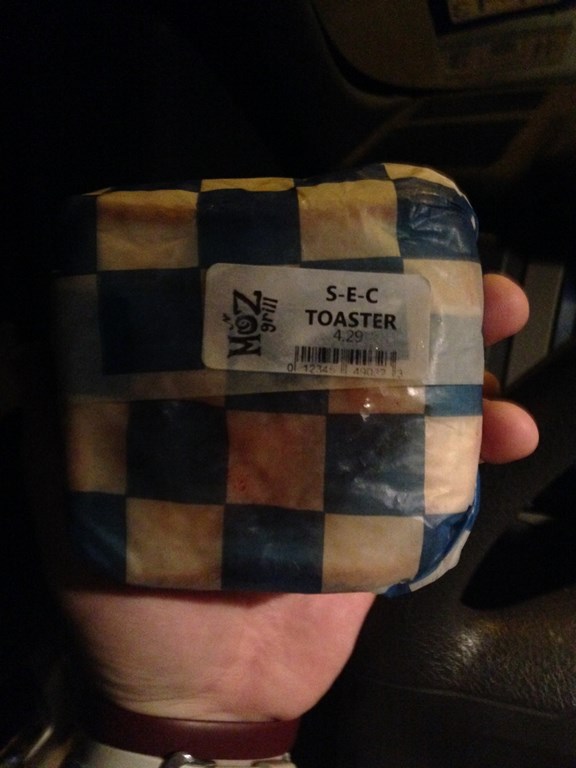 MOZ
grill
S-E-C
TOASTER
4.29